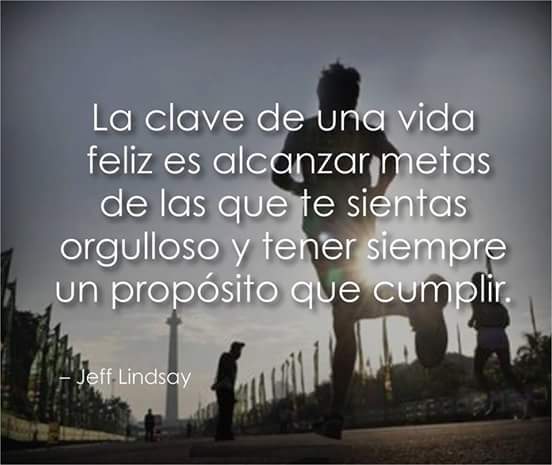 La clave de una vida
feliz es alcanzar metas
de las que te sientas
orgulloso y tener siempre
un propósito que cumplir.
– Jeff Lindsay